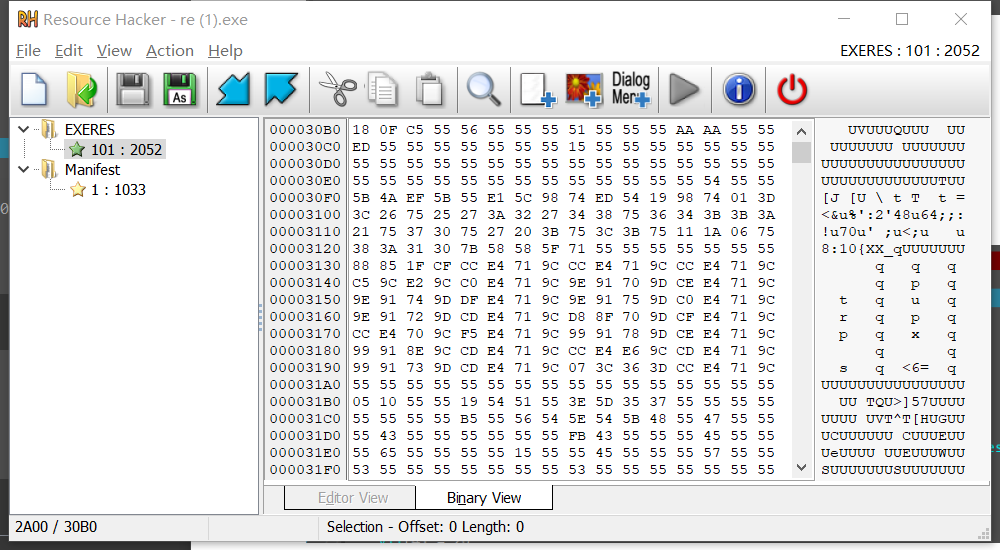 Resource Hacker - re (1).exe
File Edit View Action Help
EXERES : 101 : 2052
As
Dialog
Men
EXERES
101 : 2052
Manifest
1 : 1033
000030B0 18 0F C5 55 56 55 55 55 51 55 55 55 AA AA 55 55 UVUUUQUUU UU
000030C0 ED 55 55 55 55 55 55 55 15 55 55 55 55 55 55 55 UUUUUUU UUUUUUU
000030D0 55 55 55 55 55 55 55 55 55 55 55 55 55 55 55 55 UUUUUUUUUUUUUUUU
000030E0 55 55 55 55 55 55 55 55 55 55 55 55 54 55 55 UUUUUUUUUUUUUTUU
000030F0 5B 4A EF 5B 55 E1 5C 98 74 ED 54 19 98 74 01 3D [J [U \ t T t =
00003100 3C 26 75 25 27 3A 32 27 34 38 75 36 34 3B 3B 3A <&u%':2'48u64;;:
00003110 21 75 37 30 75 27 20 3B 75 3C 3B 75 11 1A 06 75 !u70u' ;u<;u u
00003120 38 3A 31 30 7B 58 58 5F 71 55 55 55 55 55 55 55 8:10{XX_qUUUUUUU
00003130 88 85 1F CF CC E4 71 9C CC E4 71 9C CC E4 71 9C q q q
00003140 C5 9C E2 9C C0 E4 71 9C 9E 91 70 9D CE E4 71 9C q p q
00003150 9E 91 74 9D DF E4 71 9C 9E 91 75 9D C0 E4 71 9C t q u q
00003160 9E 91 72 9D CD E4 71 9C D8 8F 70 9D CF E4 71 9C r q p q
00003170 CC E4 70 9C F5 E4 71 9C 99 91 78 9D CE E4 71 9C p q x q
00003180 99 91 8E 9C CD E4 71 9C CC E4 E6 9C CD E4 71 9C q q
00003190 99 91 73 9D CD E4 71 9C 07 3C 36 3D CC E4 71 9C s q <6= q
000031A0 55 55 55 55 55 55 55 55 55 55 55 55 55 55 55 55 UUUUUUUUUUUUUUUU
000031B0 05 10 55 55 19 54 51 55 3E 5D 35 37 55 55 55 55 UU TQU>]57UUUU
000031C0 55 55 55 55 B5 55 56 54 5E 54 5B 48 55 47 55 55 UUUU UVT^T[HUGUU
000031D0 55 43 55 55 55 55 55 55 FB 43 55 55 55 45 55 55 UCUUUUUU CUUUEUU
000031E0 55 65 55 55 55 55 15 55 55 45 55 55 55 57 55 55 UeUUUU UUEUUUWUU
000031F0 53 55 55 55 55 55 55 55 53 55 55 55 55 55 55 55 SUUUUUUUSUUUUUUU
Editor View Binary View
2A00 / 30B0 Selection - Offset: 0 Length: 0